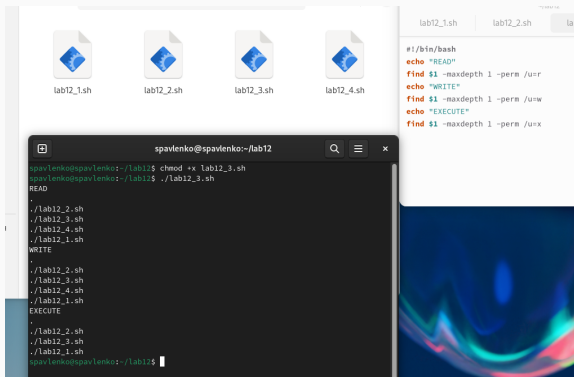 lab12_1.sh
lab12_2.sh
lab12_3.sh
lab12_4.sh
lab12_1.sh
lab12_2.sh
la
#!/bin/bash
echo "READ"
find $1 -maxdepth 1 -perm /u=r
echo "WRITE"
find $1 -maxdepth 1 -perm /u=w
echo "EXECUTE"
find $1 -maxdepth 1 -perm /u=x
spavlenko@spavlenko:~/lab12
spavlenko@spavlenko:~/lab12$ chmod +x lab12_3.sh
spavlenko@spavlenko:~/lab12$ ./lab12_3.sh
READ
.
./lab12_2.sh
./lab12_3.sh
./lab12_4.sh
./lab12_1.sh
WRITE
.
./lab12_2.sh
./lab12_3.sh
./lab12_4.sh
./lab12_1.sh
EXECUTE
.
./lab12_2.sh
./lab12_3.sh
./lab12_1.sh
spavlenko@spavlenko:~/lab12$